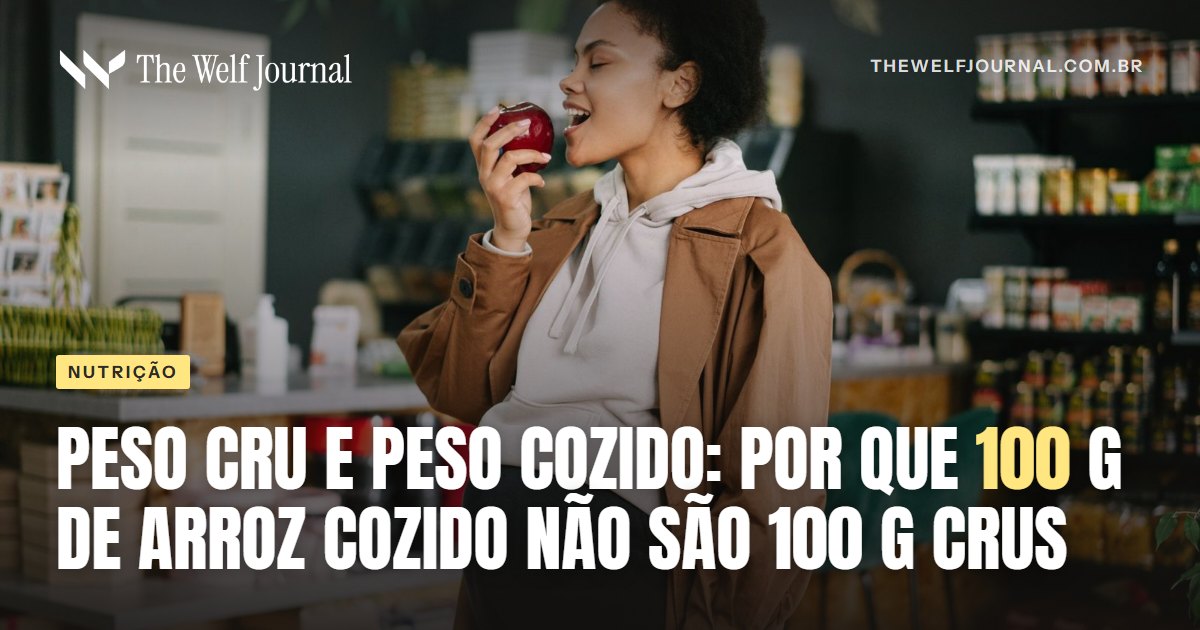 The Welf Journal
THEWELFJOURNAL.COM.BR
NUTRIÇÃO
PESO CRU E PESO COZIDO: POR QUE 100 G
DE ARROZ COZIDO NÃO SÃO 100 G CRUS